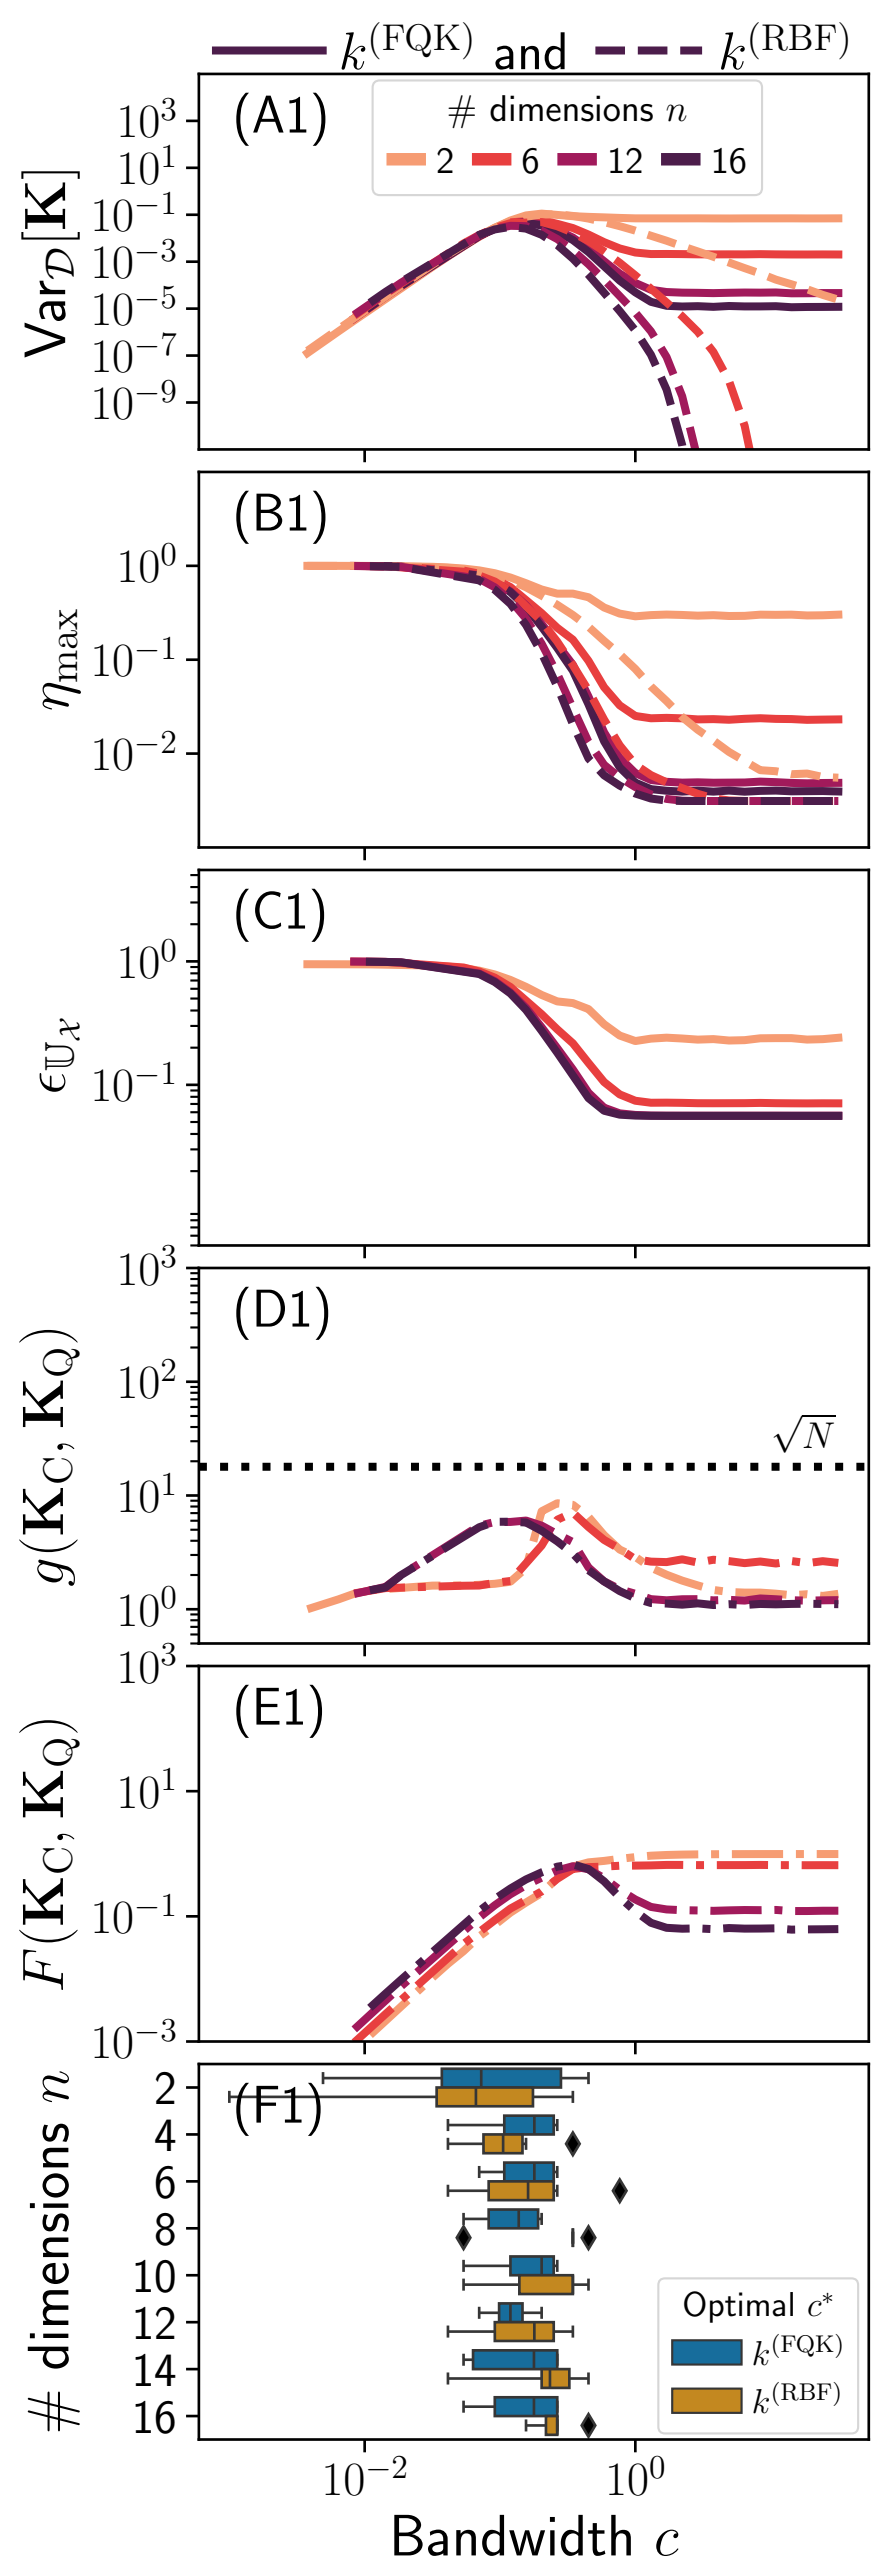 k^(FQK) and k^(RBF)
(A1)
# dimensions n
2 6 12 16
Var_𝒟[K]
10^3
10^1
10^−1
10^−3
10^−5
10^−7
10^−9
(B1)
η_max
10^0
10^−1
10^−2
(C1)
ϵ_𝕌_𝒳
10^0
10^−1
(D1)
g(K_C, K_Q)
10^3
10^2
10^1
10^0
√N
(E1)
F(K_C, K_Q)
10^3
10^1
10^−1
10^−3
(F1)
# dimensions n
2
4
6
8
10
12
14
16
Optimal c*
k^(FQK)
k^(RBF)
10^−2 10^0
Bandwidth c